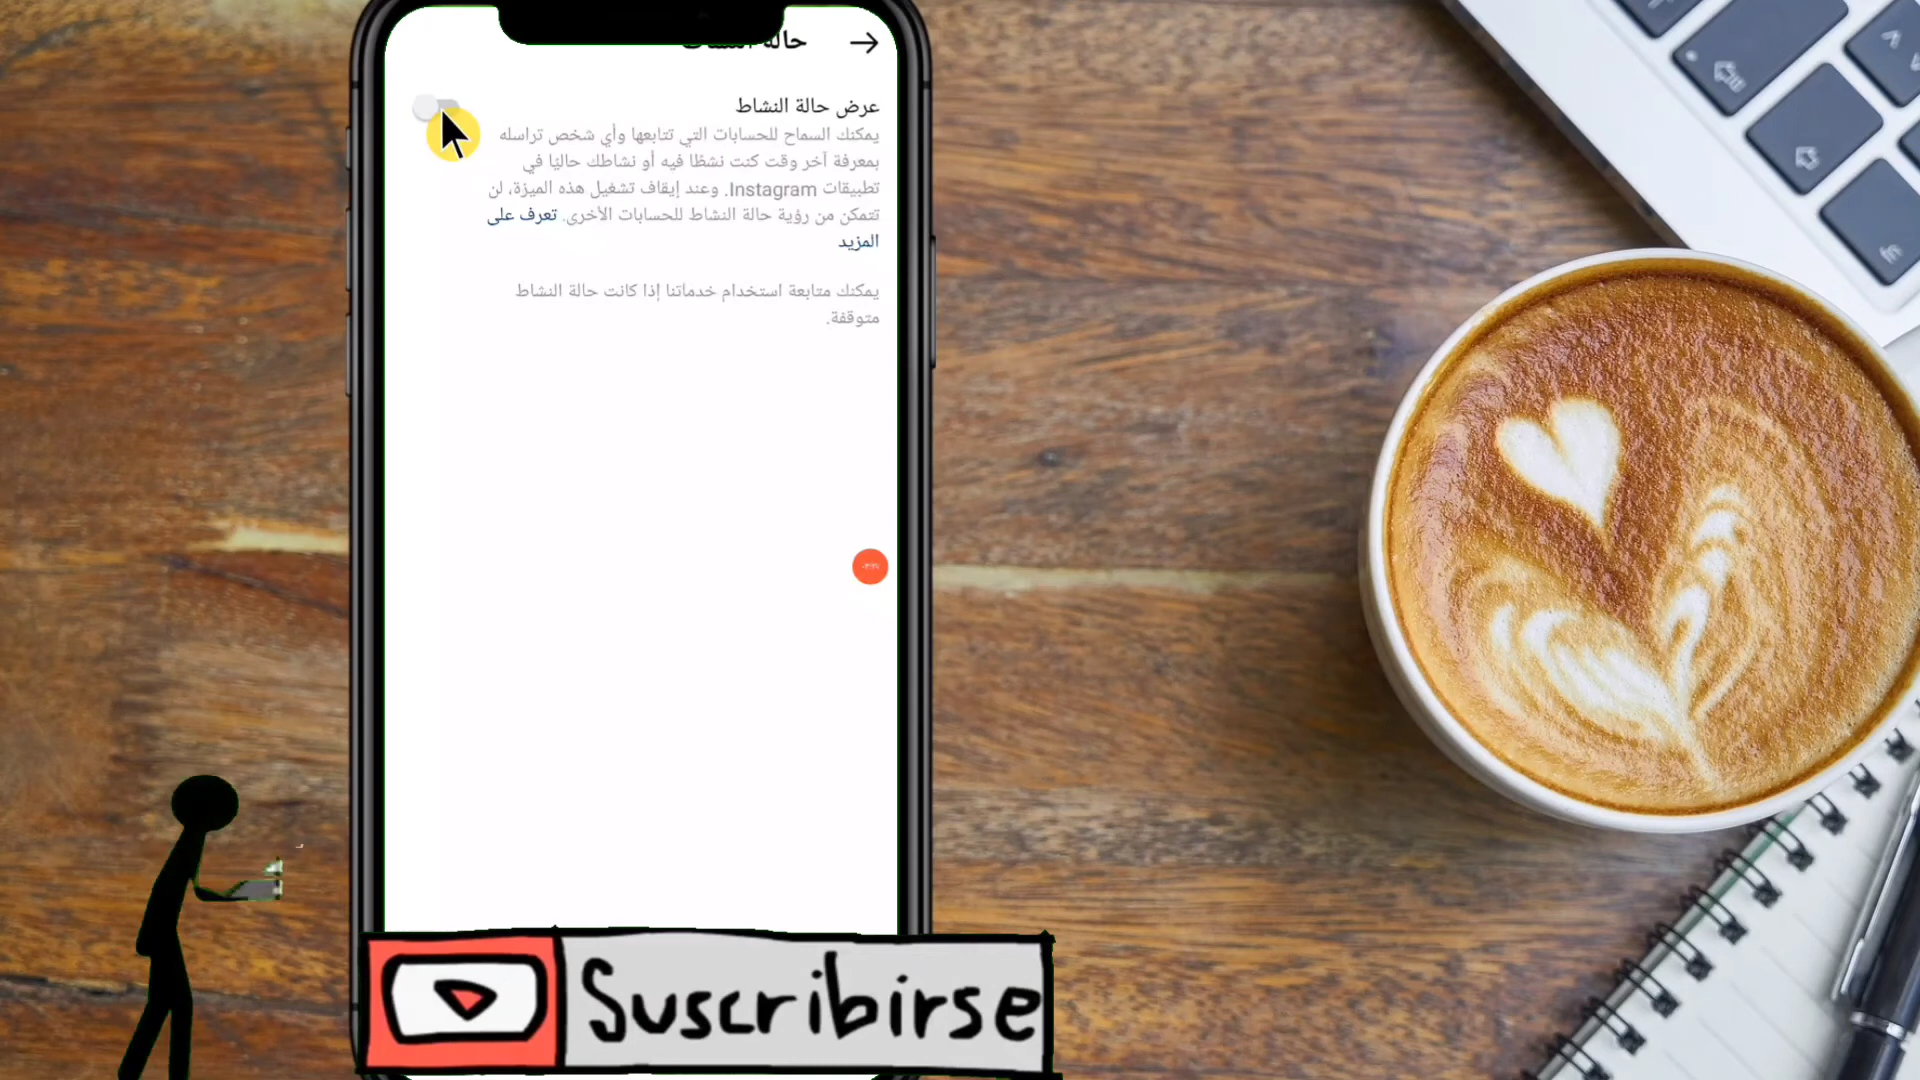 حالة النشاط
عرض حالة النشاط
يمكنك السماح للحسابات التي تتابعها وأي شخص تراسله
بمعرفة آخر وقت كنت نشطًا فيه أو نشاطك حاليًا في
تطبيقات Instagram. وعند إيقاف تشغيل هذه الميزة، لن
تتمكن من رؤية حالة النشاط للحسابات الأخرى. تعرف على
المزيد
يمكنك متابعة استخدام خدماتنا إذا كانت حالة النشاط
متوقفة.
Suscribirse